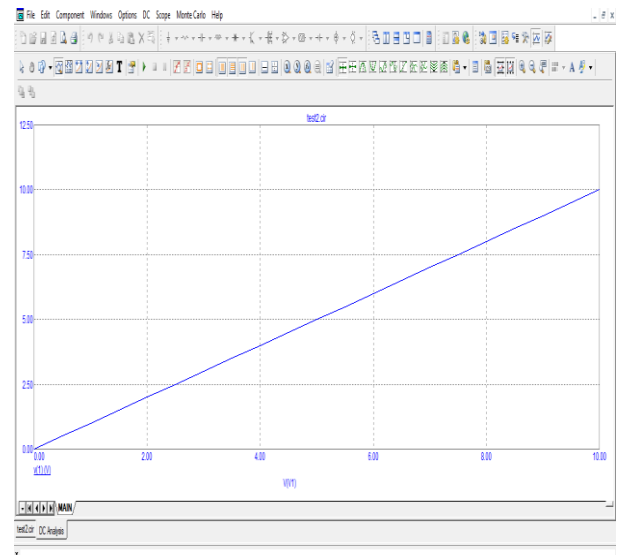 File Edit Component Windows Options DC Scope Monte Carlo Help
T
A
test2.cir
12.50
10.00
7.50
5.00
2.50
0.00
0.00 2.00 4.00 6.00 8.00 10.00
v(1) (V)
V(V1)
MAIN
test2.cir DC Analysis